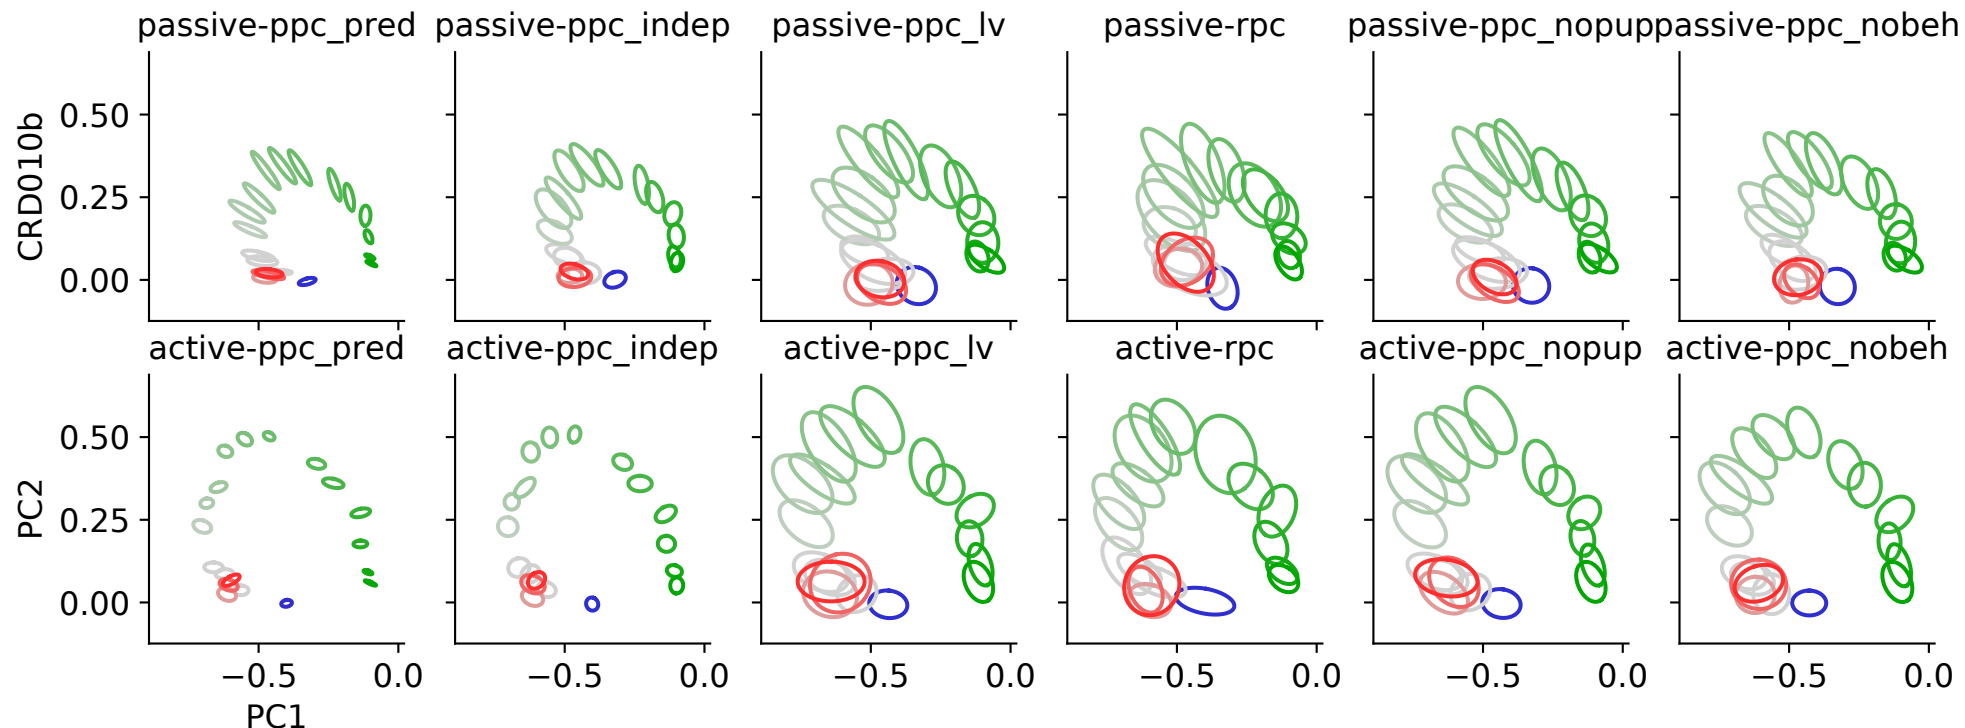 passive-ppc_pred passive-ppc_indep passive-ppc_lv passive-rpc passive-ppc_nopup passive-ppc_nobeh
CRD010b
0.50
0.25
0.00
active-ppc_pred active-ppc_indep active-ppc_lv active-rpc active-ppc_nopup active-ppc_nobeh
PC2
0.50
0.25
0.00
−0.5 0.0 −0.5 0.0 −0.5 0.0 −0.5 0.0 −0.5 0.0 −0.5 0.0
PC1